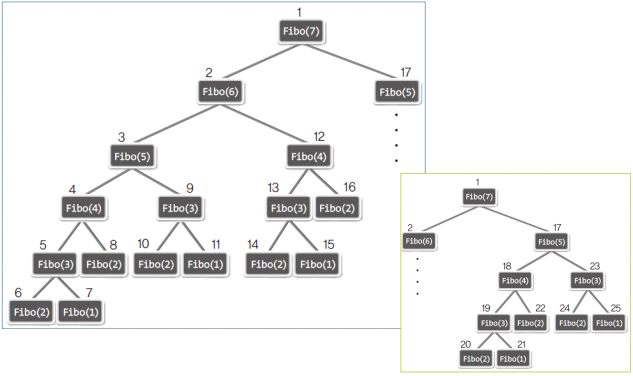 1
Fibo(7)
2 17
Fibo(6) Fibo(5)
3 12
Fibo(5) Fibo(4)
4 9 13 16
Fibo(4) Fibo(3) Fibo(3) Fibo(2)
5 8 10 11 14 15
Fibo(3) Fibo(2) Fibo(2) Fibo(1) Fibo(2) Fibo(1)
6 7
Fibo(2) Fibo(1)
1
Fibo(7)
2 17
Fibo(6) Fibo(5)
18 23
Fibo(4) Fibo(3)
19 22 24 25
Fibo(3) Fibo(2) Fibo(2) Fibo(1)
20 21
Fibo(2) Fibo(1)